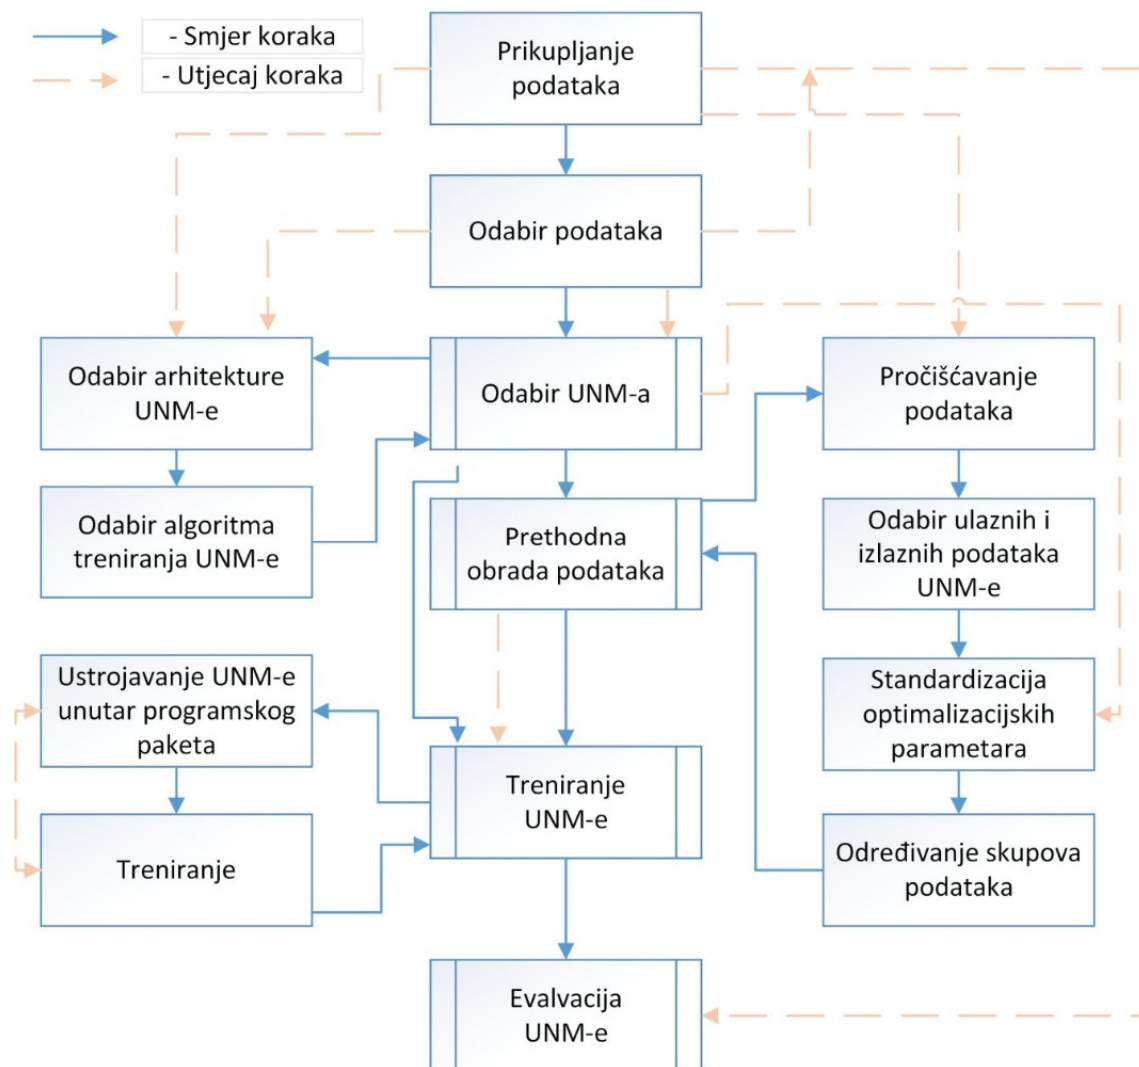 - Smjer koraka
- Utjecaj koraka
Prikupljanje
podataka
Odabir podataka
Odabir arhitekture
UNM-e
Odabir UNM-a
Pročišćavanje
podataka
Odabir algoritma
treniranja UNM-e
Prethodna
obrada podataka
Odabir ulaznih i
izlaznih podataka
UNM-e
Ustrojavanje UNM-e
unutar programskog
paketa
Standardizacija
optimalizacijskih
parametara
Treniranje
UNM-e
Treniranje
Određivanje skupova
podataka
Evalvacija
UNM-e